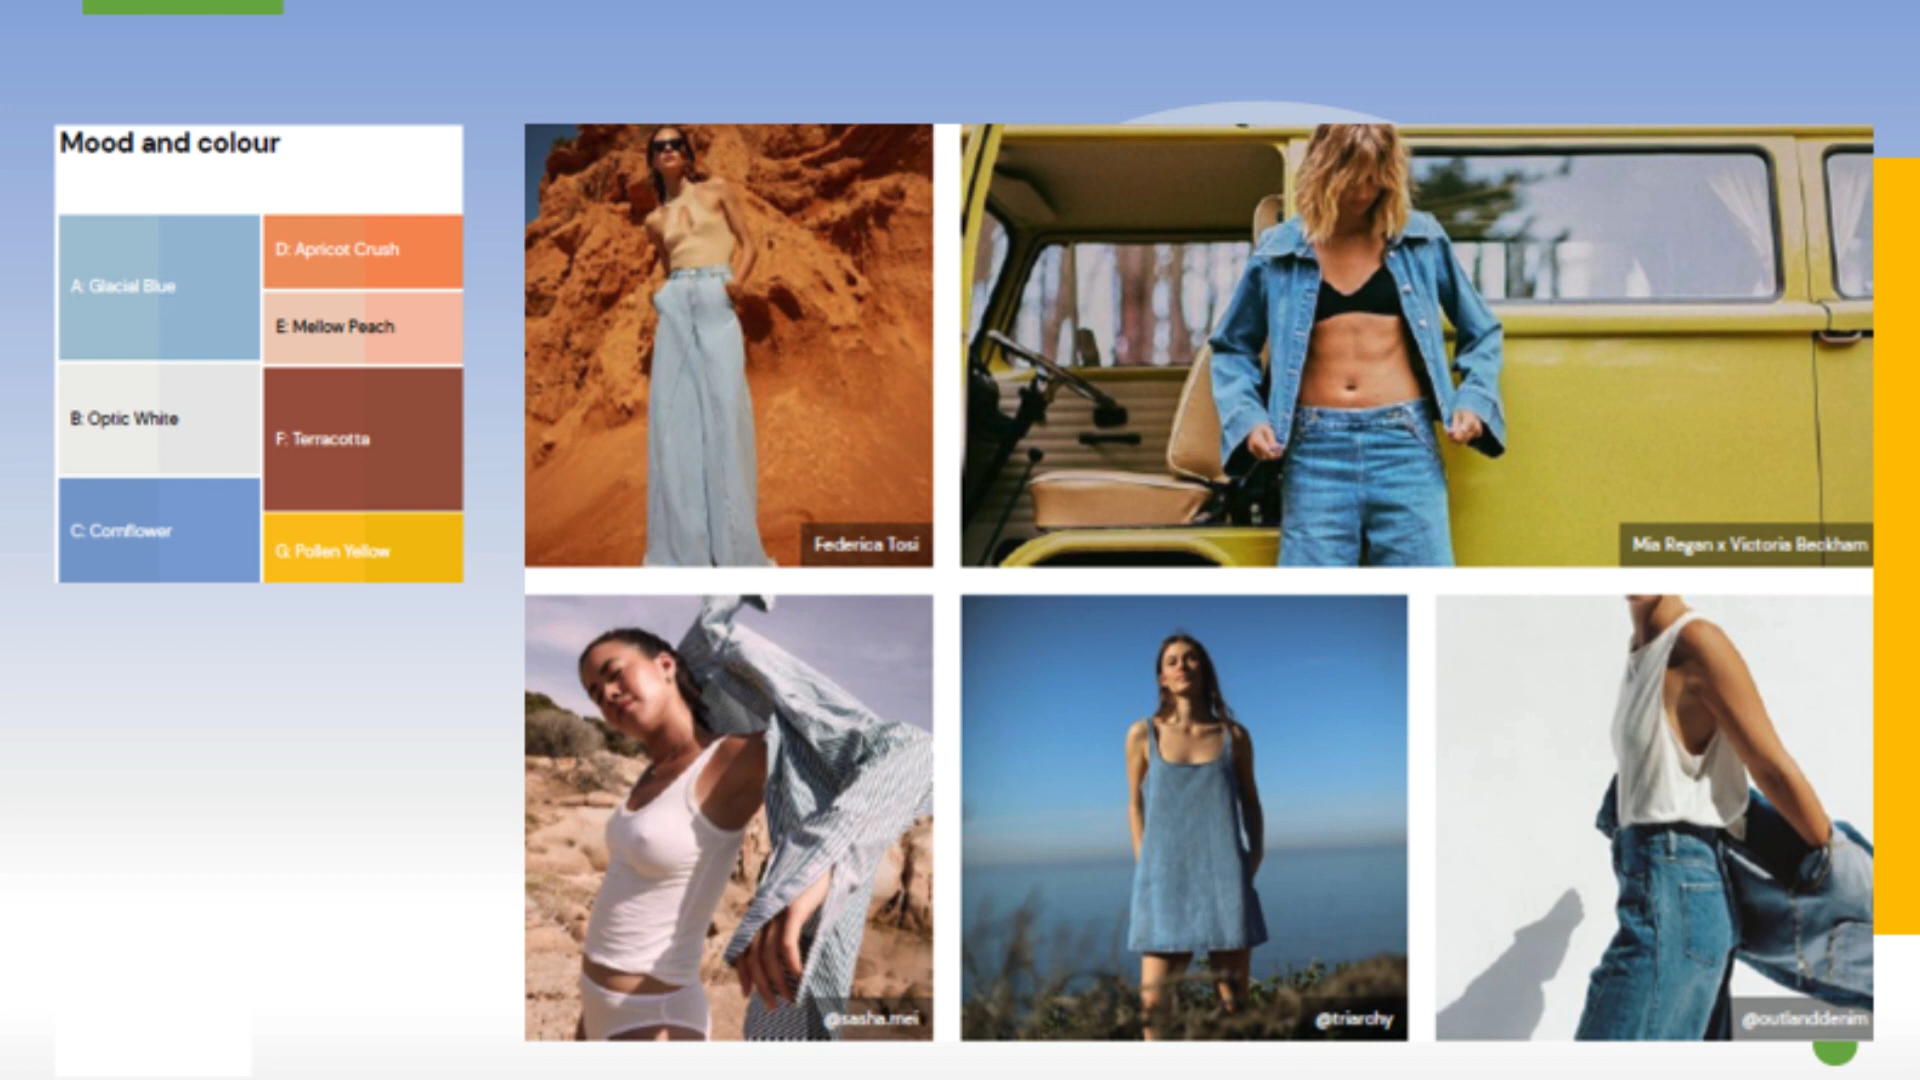 Mood and colour
A: Glacial Blue
B: Optic White
C: Cornflower
D: Apricot Crush
E: Mellow Peach
F: Terracotta
G: Pollen Yellow
Federica Tosi
Mia Regan x Victoria Beckham
@sasha.mei
@triarchy
@outlanddenim